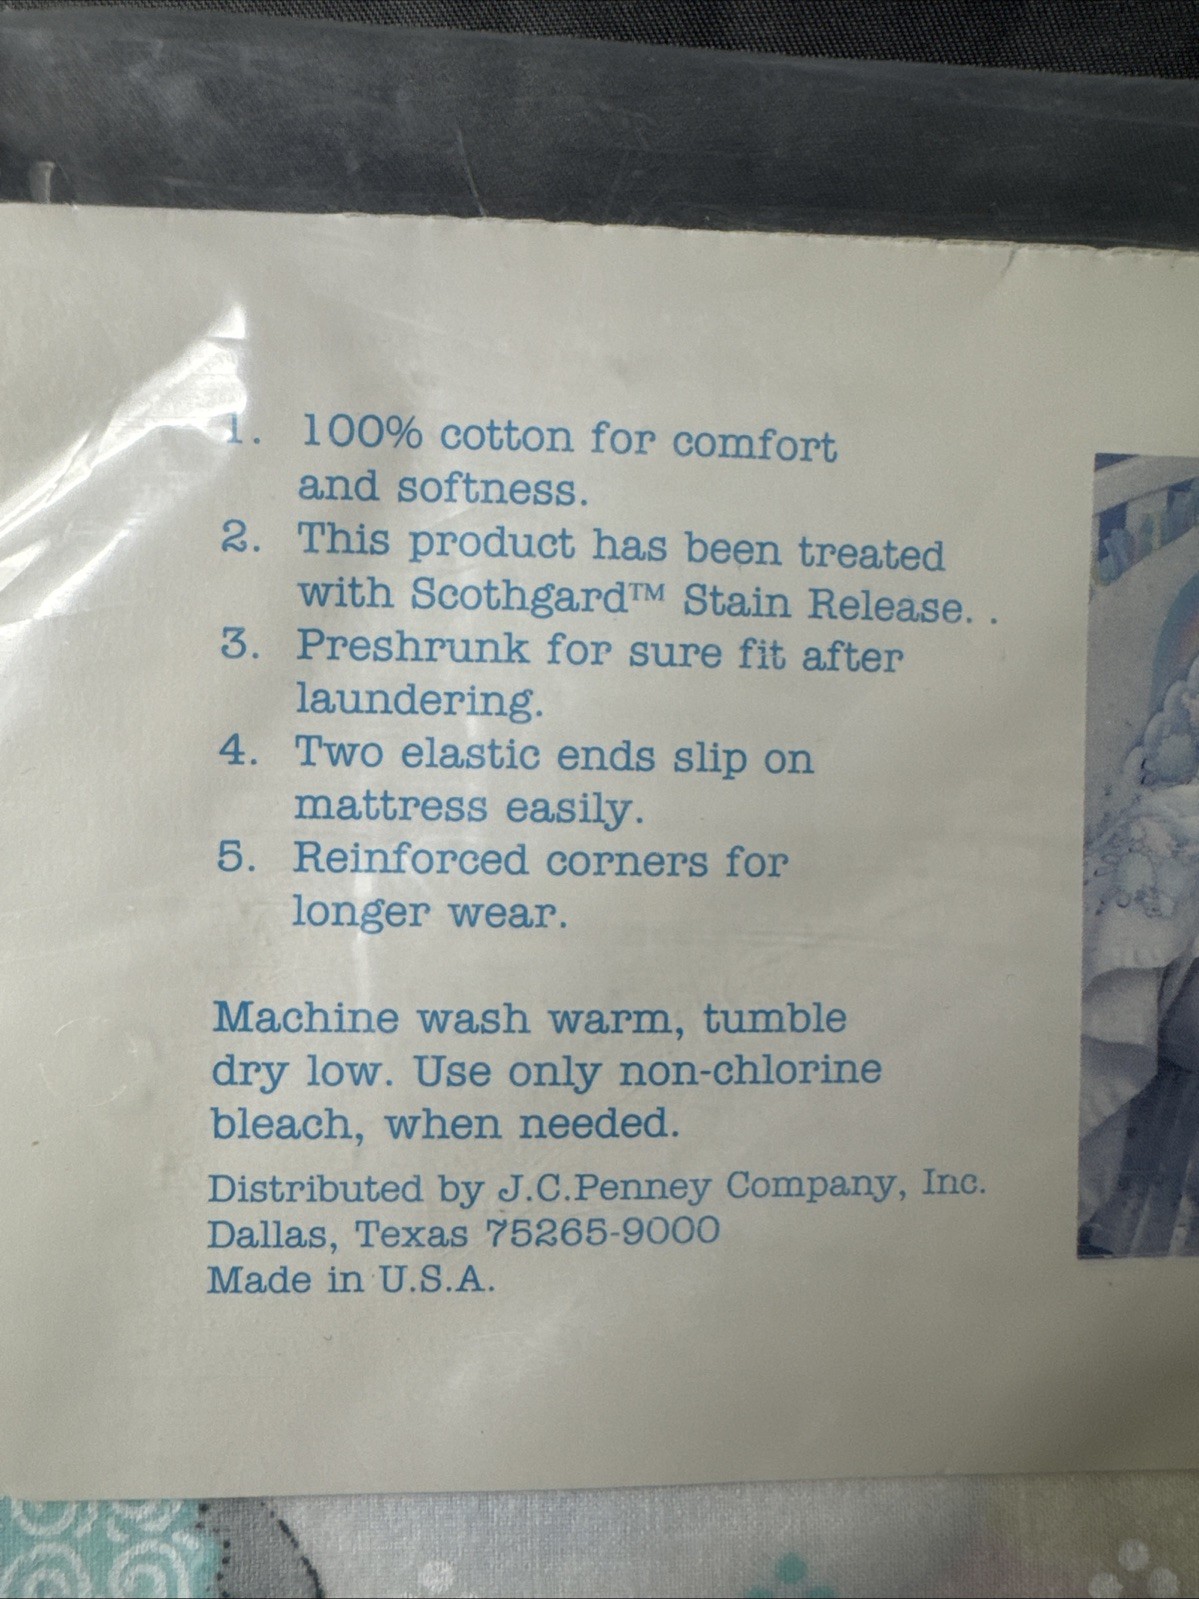 1. 100% cotton for comfort
and softness.
2. This product has been treated
with Scothgard™ Stain Release. .
3. Preshrunk for sure fit after
laundering.
4. Two elastic ends slip on
mattress easily.
5. Reinforced corners for
longer wear.
Machine wash warm, tumble
dry low. Use only non-chlorine
bleach, when needed.
Distributed by J.C.Penney Company, Inc.
Dallas, Texas 75265-9000
Made in U.S.A.